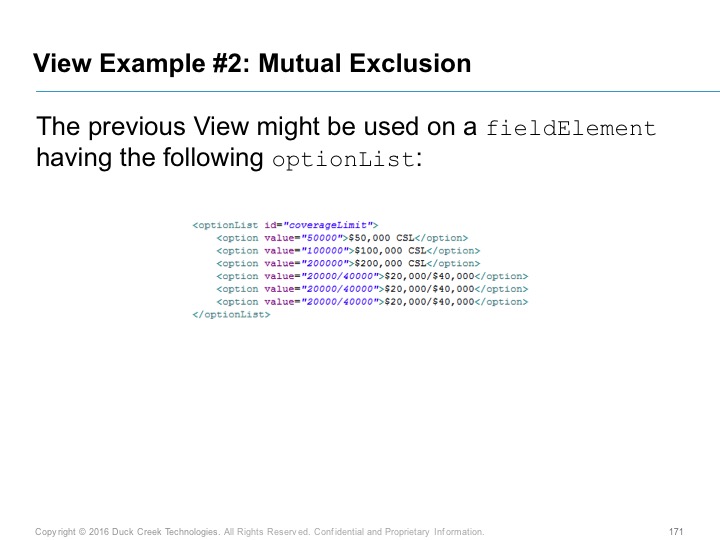 View Example #2: Mutual Exclusion
The previous View might be used on a fieldElement
having the following optionList:
<optionList id="coverageLimit">
<option value="50000">$50,000 CSL</option>
<option value="100000">$100,000 CSL</option>
<option value="200000">$200,000 CSL</option>
<option value="20000/40000">$20,000/$40,000</option>
<option value="20000/40000">$20,000/$40,000</option>
<option value="20000/40000">$20,000/$40,000</option>
</optionList>
Copyright © 2016 Duck Creek Technologies. All Rights Reserved. Confidential and Proprietary Information.
171